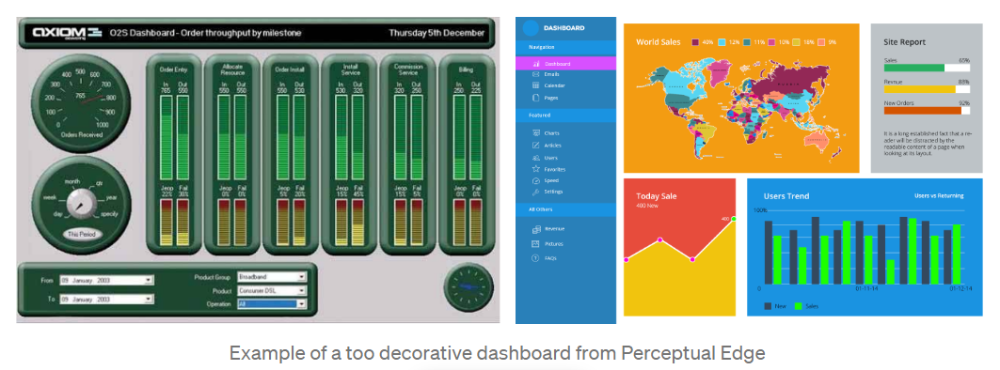 AXIOM
O2S Dashboard - Order throughput by milestone
Thursday 5th December
400 500 600
300 700
200 765 800
100 900
0 1000
Orders Received
Order Entry
In Out
765 550
Jeop Fail
22% 30%
Allocate
Resource
In Out
550 550
Jeop Fail
0% 0%
Order Install
In Out
550 530
Jeop Fail
5% 20%
Install
Service
In Out
530 320
Jeop Fail
15% 45%
Commission
Service
In Out
320 250
Jeop Fail
15% 5%
Billing
In Out
250 225
Jeop Fail
0% 6%
month qtr
week year
day specify
This Period
From 09 January 2003
To 09 January 2003
Product Group Broadband
Product Consumer DSL
Operation All
DASHBOARD
Navigation
Dashboard
Emails
Calendar
Pages
Featured
Charts
Articles
Users
Favorites
Speed
Settings
All Others
Revenue
Pictures
FAQs
World Sales 40% 12% 11% 10% 18% 9%
Site Report
Sales 65%
Revnue 88%
New Orders 92%
It is a long established fact that a re-
ader will be distracted by the
readable content of a page when
looking at its layout.
Today Sale
400 New
400
Users Trend
Users vs Returning
100%
0
01-11-14
01-12-14
New Sales
Example of a too decorative dashboard from Perceptual Edge